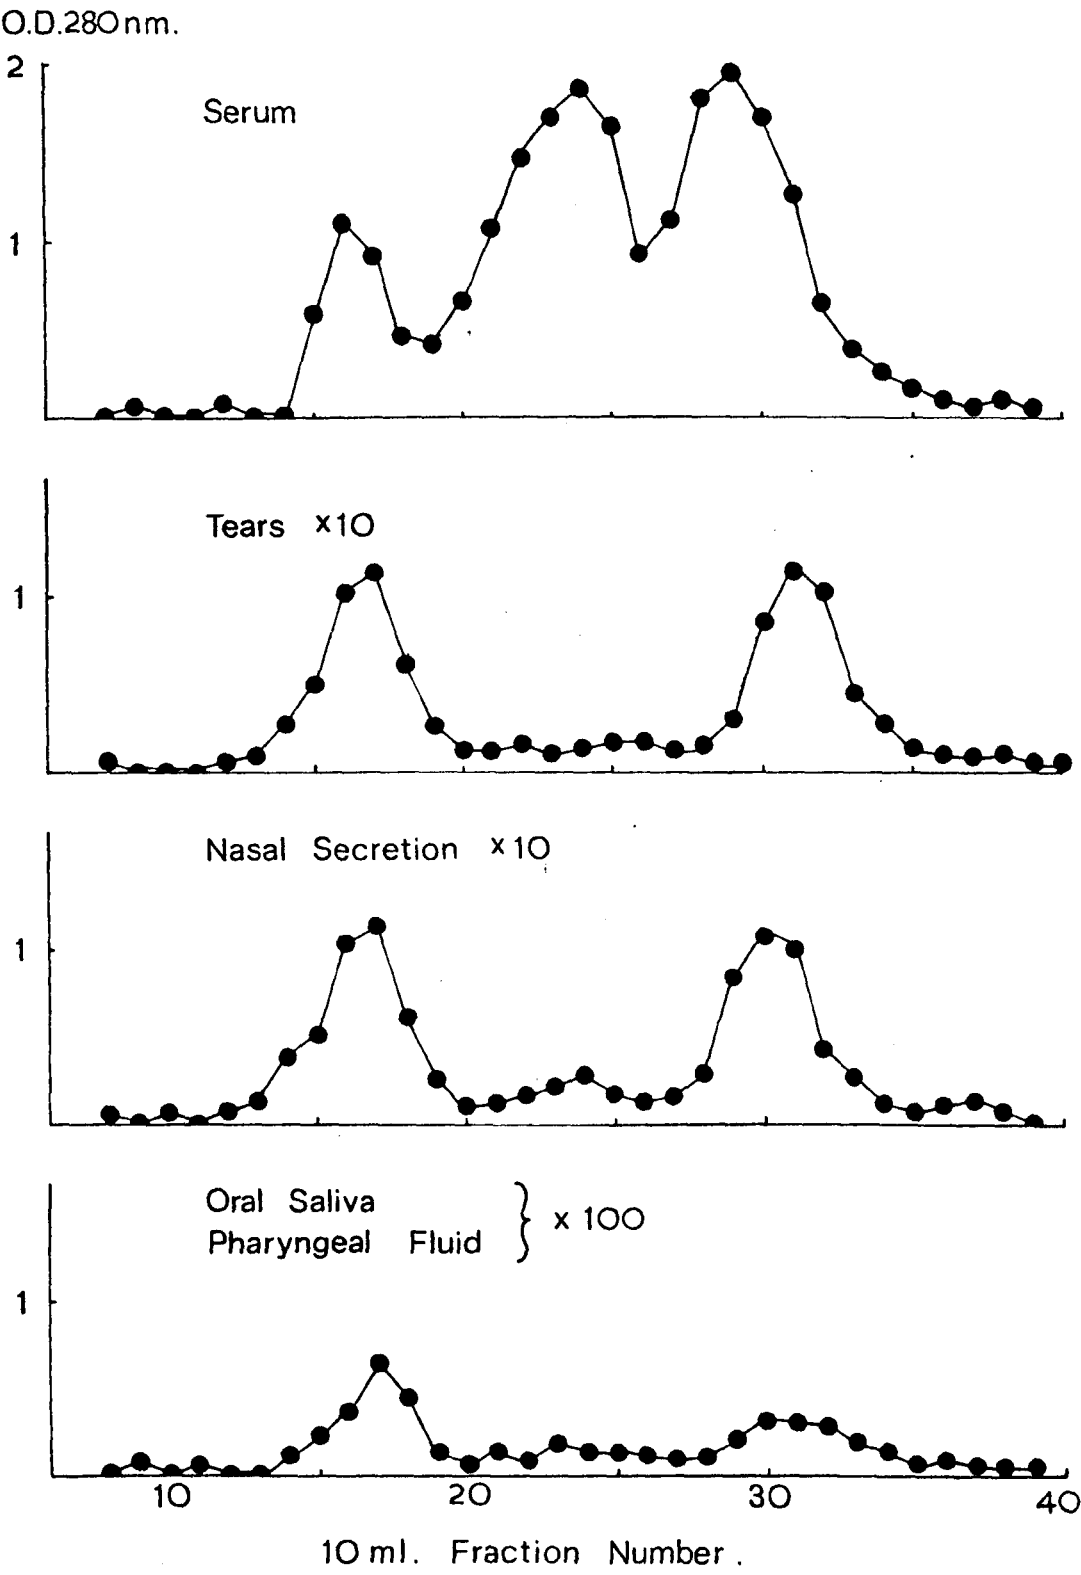 O.D.280nm.
2
Serum
1
Tears x10
1
Nasal Secretion x10
1
Oral Saliva
Pharyngeal Fluid } x 100
1
10 20 30 40
10 ml. Fraction Number.